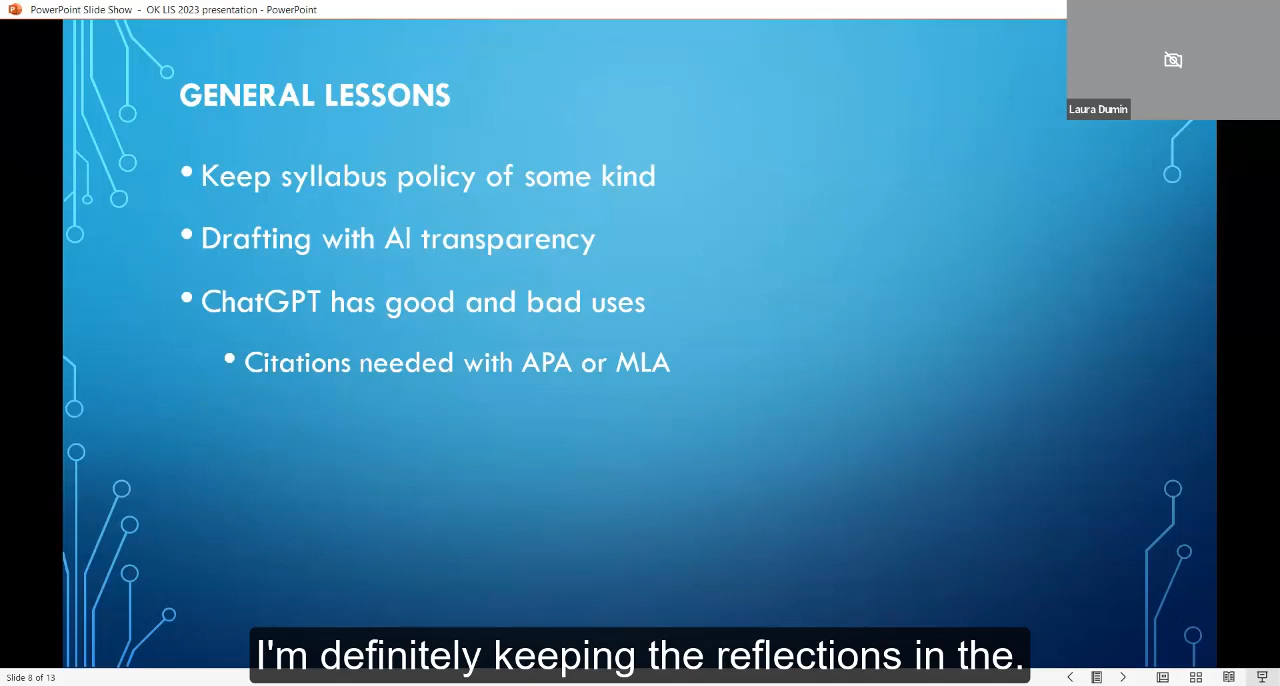 PowerPoint Slide Show - OK LIS 2023 presentation - PowerPoint
Laura Dumin
GENERAL LESSONS
• Keep syllabus policy of some kind
• Drafting with AI transparency
• ChatGPT has good and bad uses
• Citations needed with APA or MLA
I'm definitely keeping the reflections in the.
Slide 8 of 13